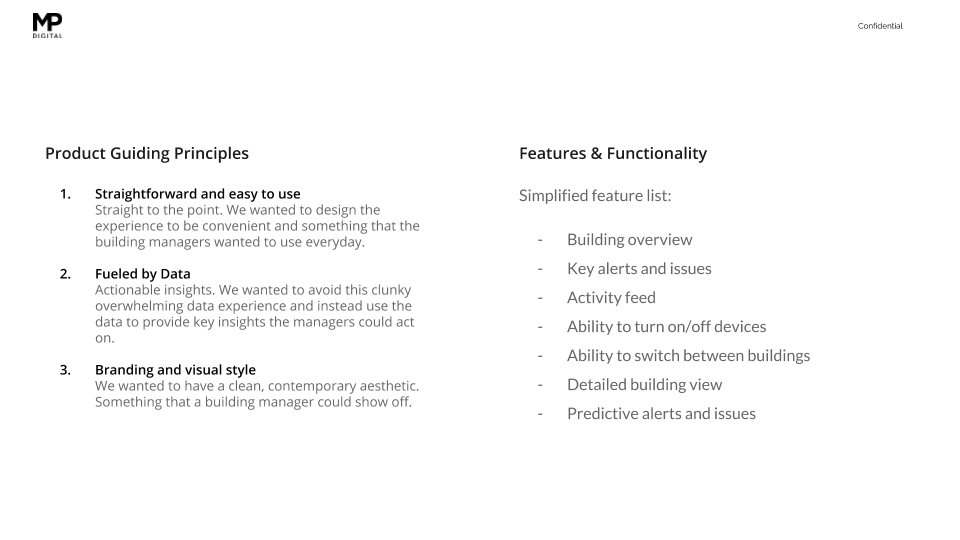 MP
DIGITAL
Confidential
Product Guiding Principles
1. Straightforward and easy to use
Straight to the point. We wanted to design the
experience to be convenient and something that the
building managers wanted to use everyday.
2. Fueled by Data
Actionable insights. We wanted to avoid this clunky
overwhelming data experience and instead use the
data to provide key insights the managers could act
on.
3. Branding and visual style
We wanted to have a clean, contemporary aesthetic.
Something that a building manager could show off.
Features & Functionality
Simplified feature list:
- Building overview
- Key alerts and issues
- Activity feed
- Ability to turn on/off devices
- Ability to switch between buildings
- Detailed building view
- Predictive alerts and issues